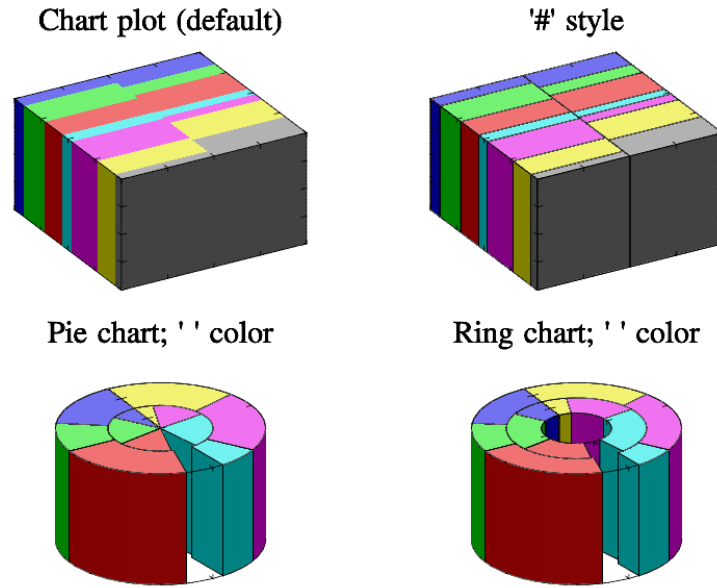 Chart plot (default)
'#' style
Pie chart; ' ' color
Ring chart; ' ' color